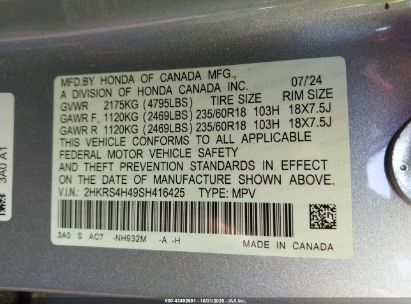 MFD.BY HONDA OF CANADA MFG.,
A DIVISION OF HONDA CANADA INC. 07/'24
GVWR 2175KG (4795LBS) TIRE SIZE RIM SIZE
GAWR F, 1120KG (2469LBS) 235/60R18 103H 18X7.5J
GAWR R 1120KG (2469LBS) 235/60R18 103H 18X7.5J
THIS VEHICLE CONFORMS TO ALL APPLICABLE
FEDERAL MOTOR VEHICLE SAFETY
& THEFT PREVENTION STANDARDS IN EFFECT
ON THE DATE OF MANUFACTURE SHOWN ABOVE.
V.I.N.: 2HKRS4H49SH416425 TYPE: MPV
3A0 S AC7 -NH932M -A -H
MADE IN CANADA
3A0 A1